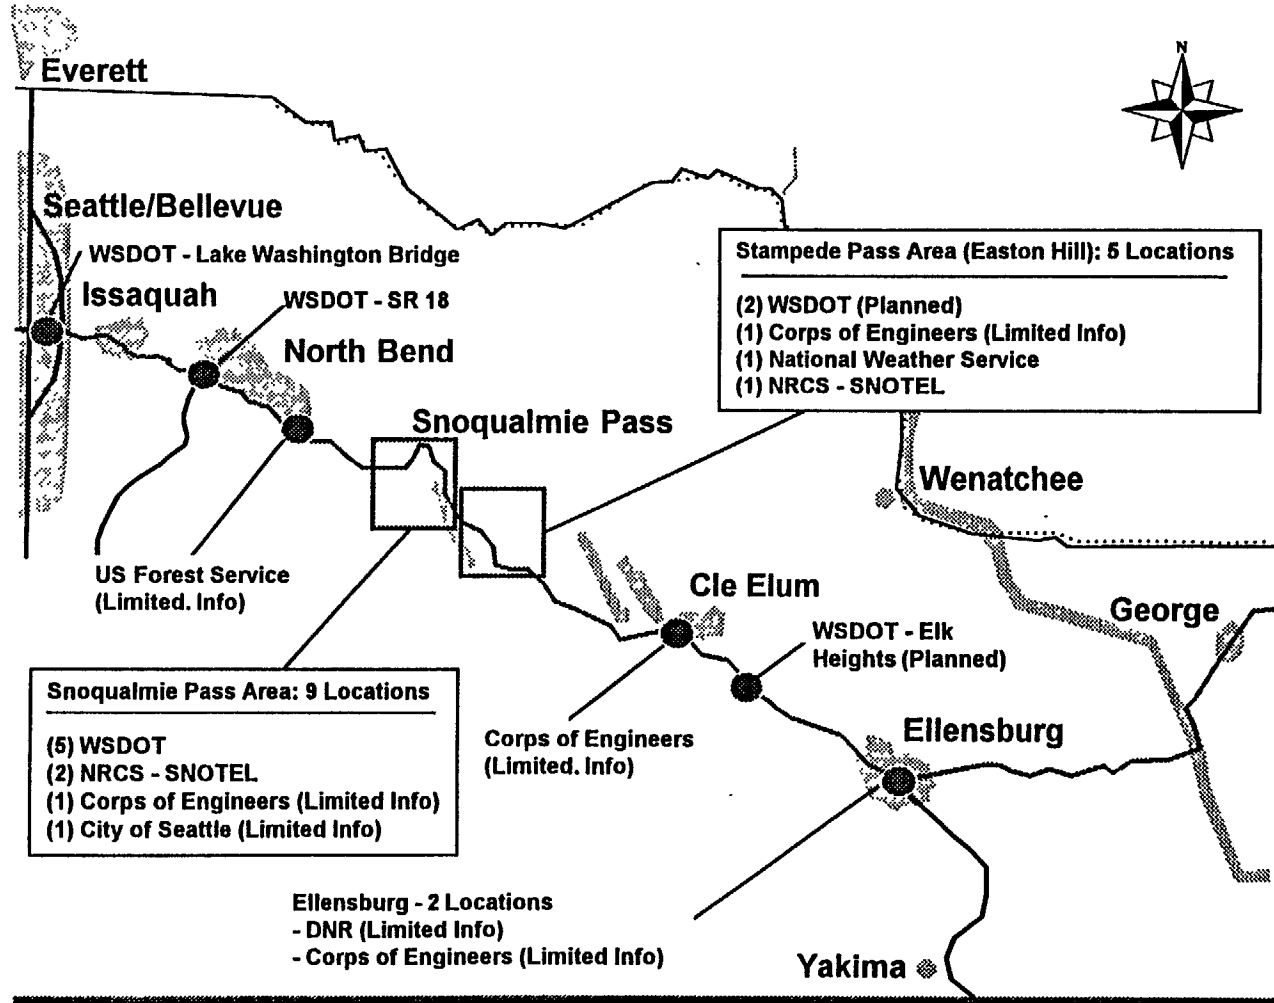 N
Everett
Seattle/Bellevue
WSDOT - Lake Washington Bridge
Issaquah
WSDOT - SR 18
North Bend
Stampede Pass Area (Easton Hill): 5 Locations
(2) WSDOT (Planned)
(1) Corps of Engineers (Limited Info)
(1) National Weather Service
(1) NRCS - SNOTEL
Snoqualmie Pass
Wenatchee
US Forest Service
(Limited. Info)
Cle Elum
George
WSDOT - Elk
Heights (Planned)
Snoqualmie Pass Area: 9 Locations
(5) WSDOT
(2) NRCS - SNOTEL
(1) Corps of Engineers (Limited Info)
(1) City of Seattle (Limited Info)
Corps of Engineers
(Limited. Info)
Ellensburg
Ellensburg - 2 Locations
- DNR (Limited Info)
- Corps of Engineers (Limited Info)
Yakima